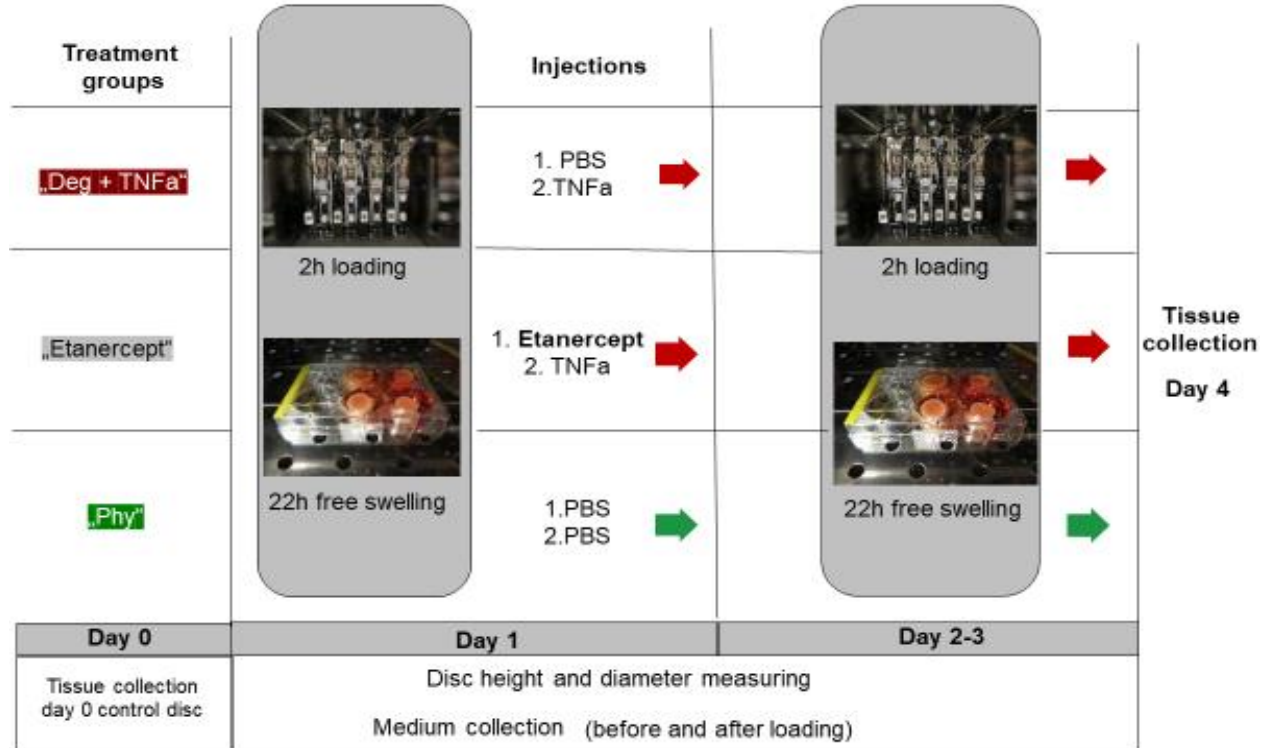 Treatment
groups
Injections
„Deg + TNFa“
1. PBS
2.TNFa
2h loading
2h loading
„Etanercept“
1. Etanercept
2. TNFa
Tissue
collection
Day 4
„Phy“
22h free swelling
1.PBS
2.PBS
22h free swelling
Day 0
Day 1
Day 2-3
Tissue collection
day 0 control disc
Disc height and diameter measuring
Medium collection (before and after loading)